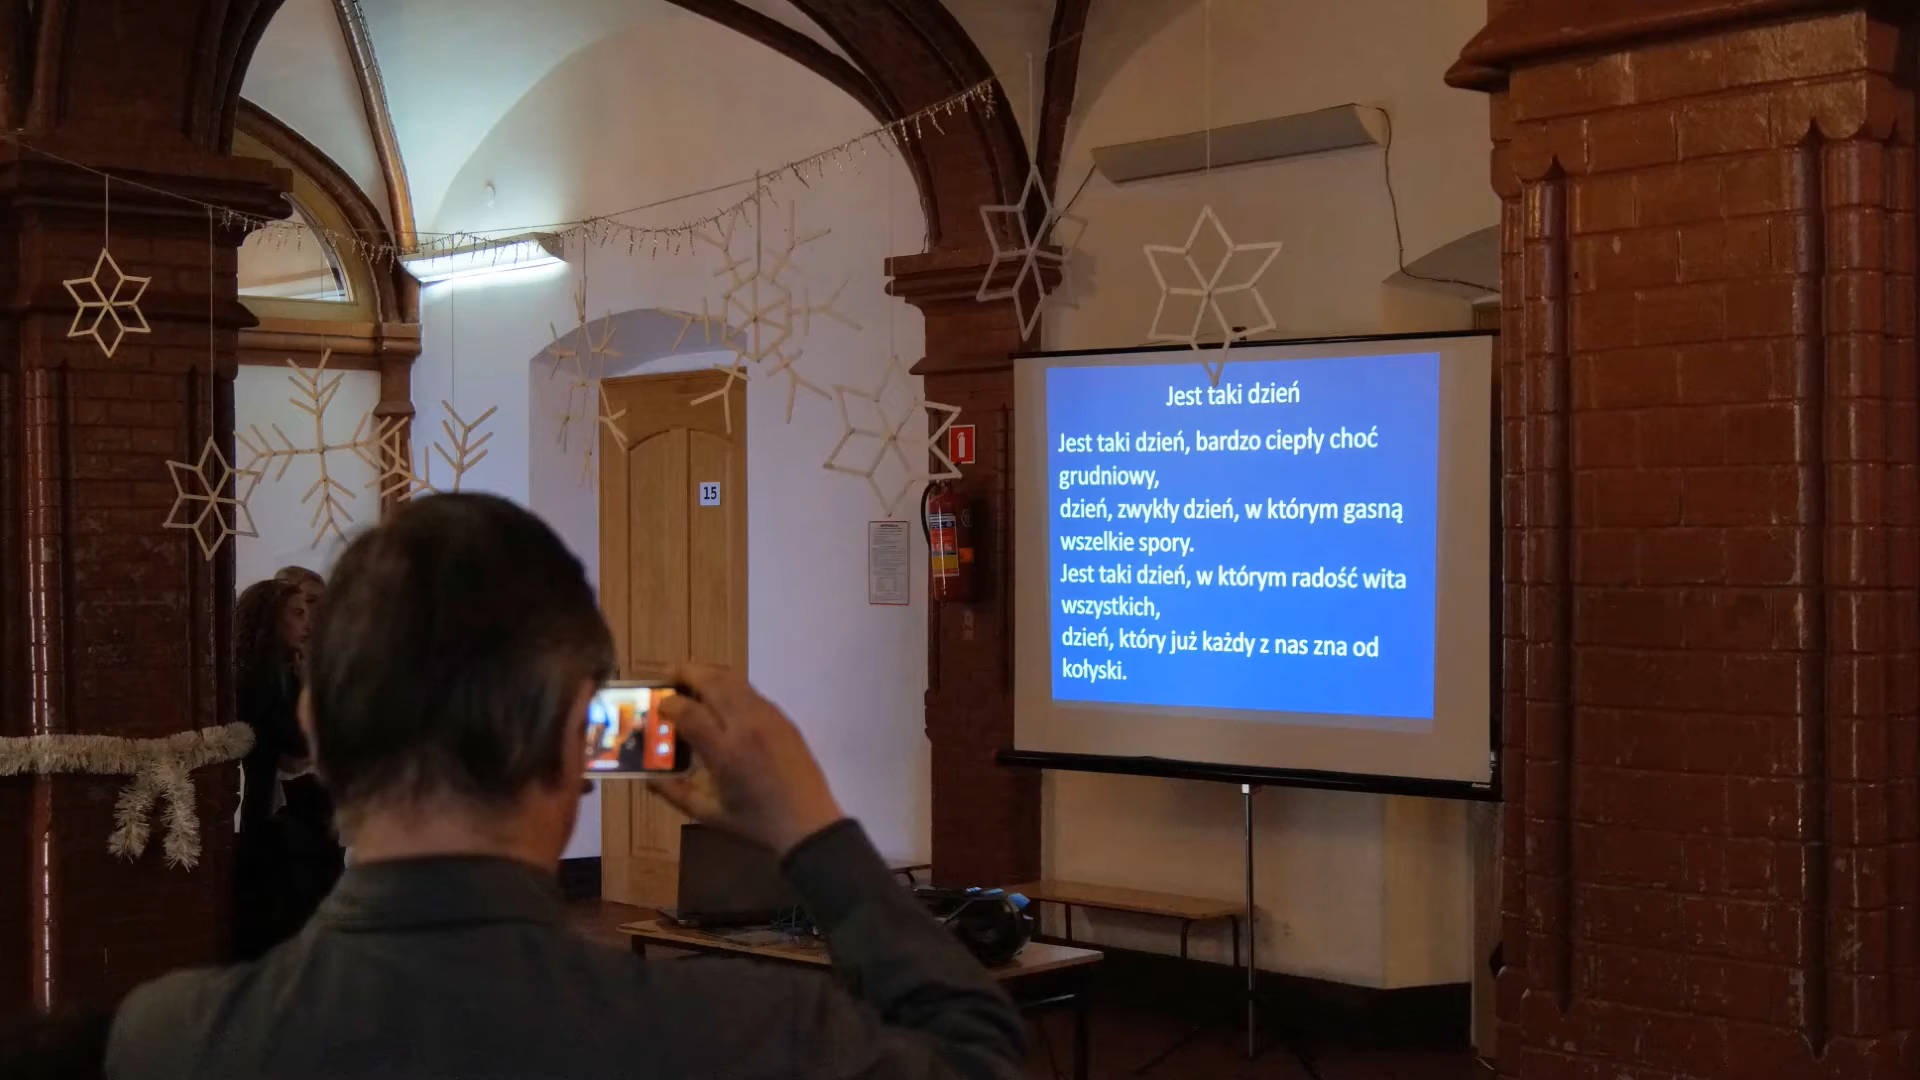 15
Jest taki dzień
Jest taki dzień, bardzo ciepły choć
grudniowy,
dzień, zwykły dzień, w którym gasną
wszelkie spory.
Jest taki dzień, w którym radość wita
wszystkich,
dzień, który już każdy z nas zna od
kołyski.